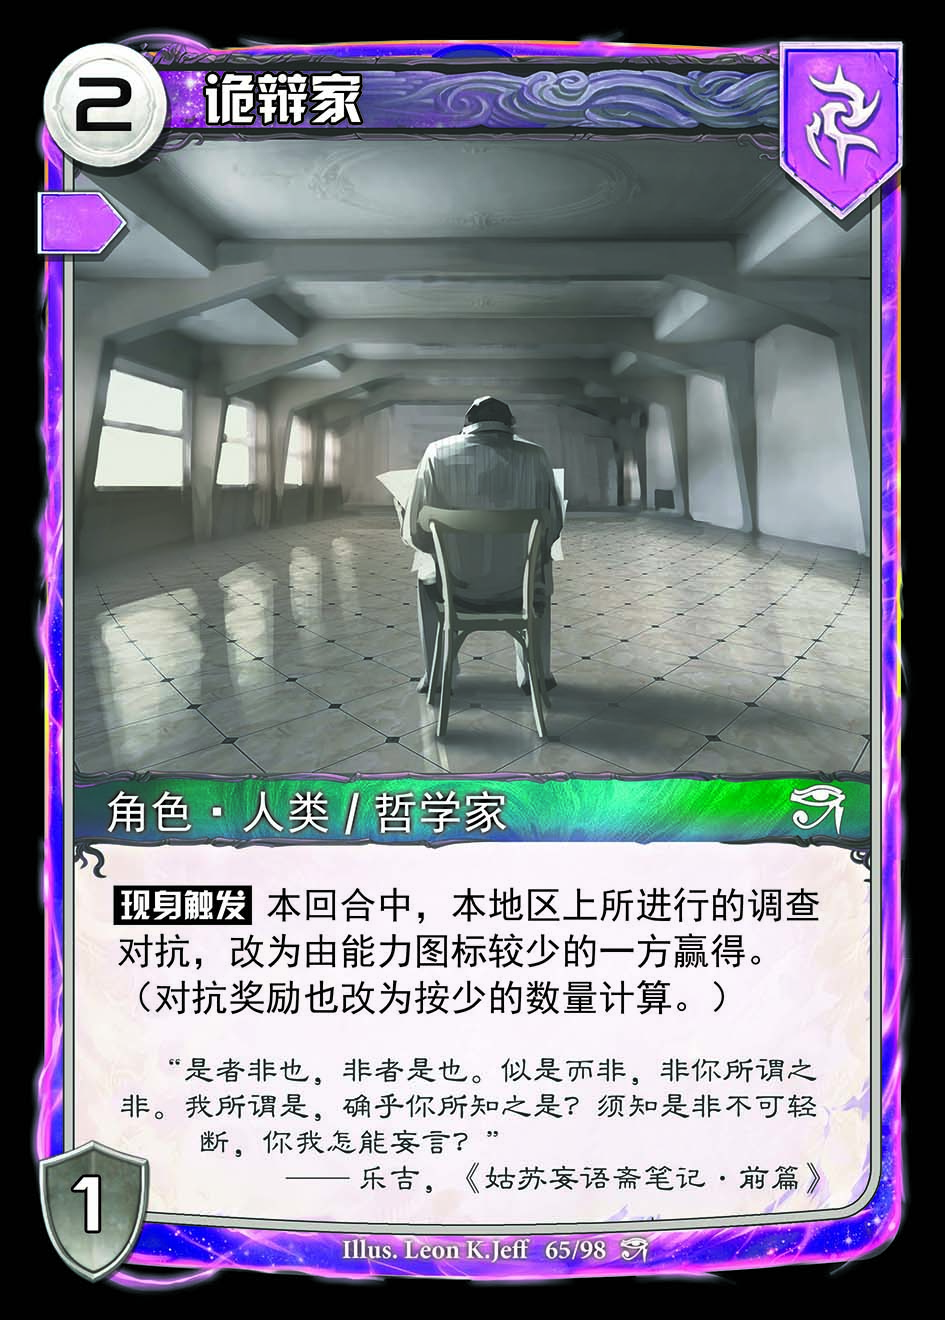 2
诡辩家
角色·人类/哲学家
现身触发 本回合中，本地区上所进行的调查
对抗，改为由能力图标较少的一方赢得。
（对抗奖励也改为按少的数量计算。）
“是者非也，非者是也。似是而非，非你所谓之
非。我所谓是，确乎你所知之是？须知是非不可轻
断，你我怎能妄言？”
——乐吉，《姑苏妄语斋笔记·前篇》
1
Illus. Leon K.Jeff 65/98